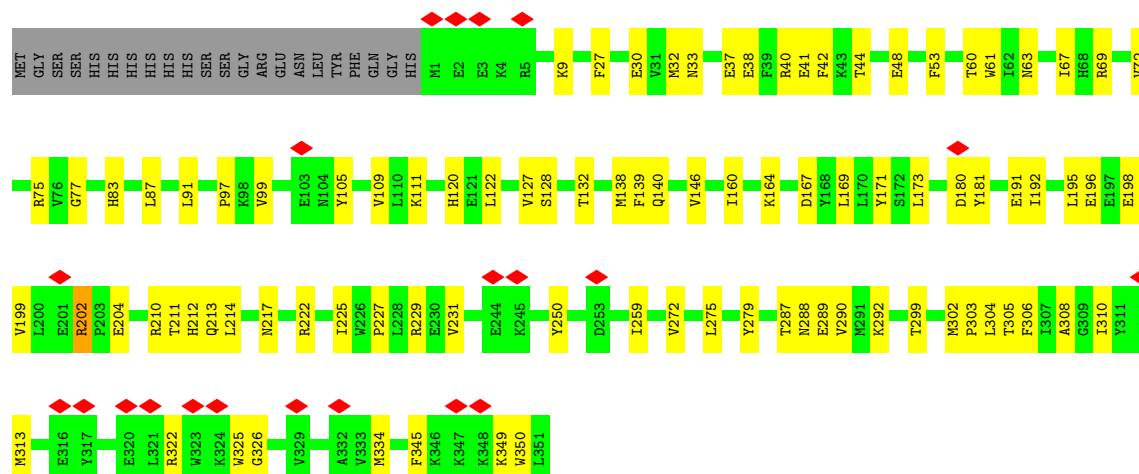 MET GLY SER SER HIS HIS HIS HIS HIS HIS SER SER GLY ARG GLU ASN LEU TYR PHE GLN GLY HIS M1 E2 E3 K4 R5 K9 F27 E30 V31 M32 N33 E37 E38 F39 R40 E41 F42 K43 T44 E48 F53 T60 W61 I62 N63 I67 H68 R69
R75 V76 G77 H83 L87 L91 P97 K98 V99 E103 N104 Y105 V109 L110 K111 H120 E121 L122 V127 S128 T132 M138 F139 Q140 V146 I160 K164 D167 Y168 L169 L170 Y171 S172 L173 D180 Y181 E191 I192 L195 E196 E197 E198
V199 L200 E201 R202 P203 E204 R210 T211 H212 Q213 L214 N217 R222 I225 W226 P227 L228 R229 E230 V231 E244 K245 Y250 D253 I259 V272 L275 Y279 T287 N288 E289 V290 M291 K292 T299 M302 P303 L304 T305 F306 I307 A308 G309 I310 Y311
M313 E316 Y317 E320 L321 R322 W323 K324 W325 G326 V329 A332 V333 M334 F345 K346 K347 K348 K349 W350 L351